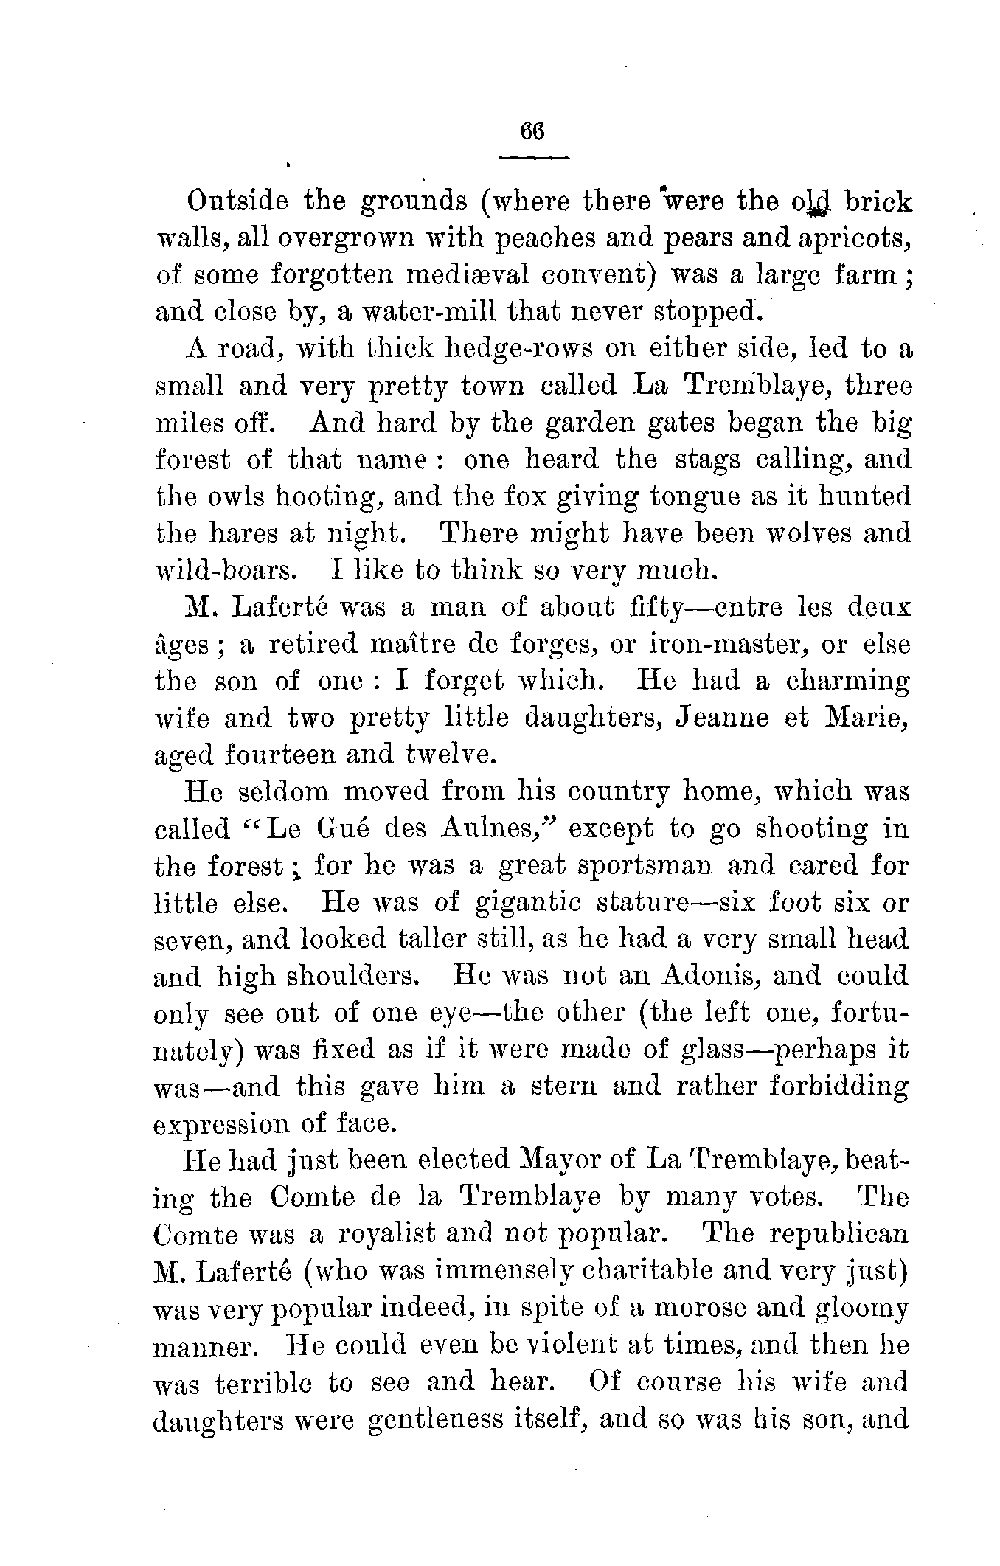 66
Outside the grounds (where there were the old brick
walls, all overgrown with peaches and pears and apricots,
of some forgotten mediæval convent) was a large farm ;
and close by, a water-mill that never stopped.
A road, with thick hedge-rows on either side, led to a
small and very pretty town called La Tremblaye, three
miles off. And hard by the garden gates began the big
forest of that name : one heard the stags calling, and
the owls hooting, and the fox giving tongue as it hunted
the hares at night. There might have been wolves and
wild-boars. I like to think so very much.
M. Laferté was a man of about fifty—entre les deux
âges ; a retired maître de forges, or iron-master, or else
the son of one : I forget which. He had a charming
wife and two pretty little daughters, Jeanne et Marie,
aged fourteen and twelve.
He seldom moved from his country home, which was
called “Le Gué des Aulnes,” except to go shooting in
the forest ; for he was a great sportsman and cared for
little else. He was of gigantic stature—six foot six or
seven, and looked taller still, as he had a very small head
and high shoulders. He was not an Adonis, and could
only see out of one eye—the other (the left one, fortu-
nately) was fixed as if it were made of glass—perhaps it
was—and this gave him a stern and rather forbidding
expression of face.
He had just been elected Mayor of La Tremblaye, beat-
ing the Comte de la Tremblaye by many votes. The
Comte was a royalist and not popular. The republican
M. Laferté (who was immensely charitable and very just)
was very popular indeed, in spite of a morose and gloomy
manner. He could even be violent at times, and then he
was terrible to see and hear. Of course his wife and
daughters were gentleness itself, and so was his son, and